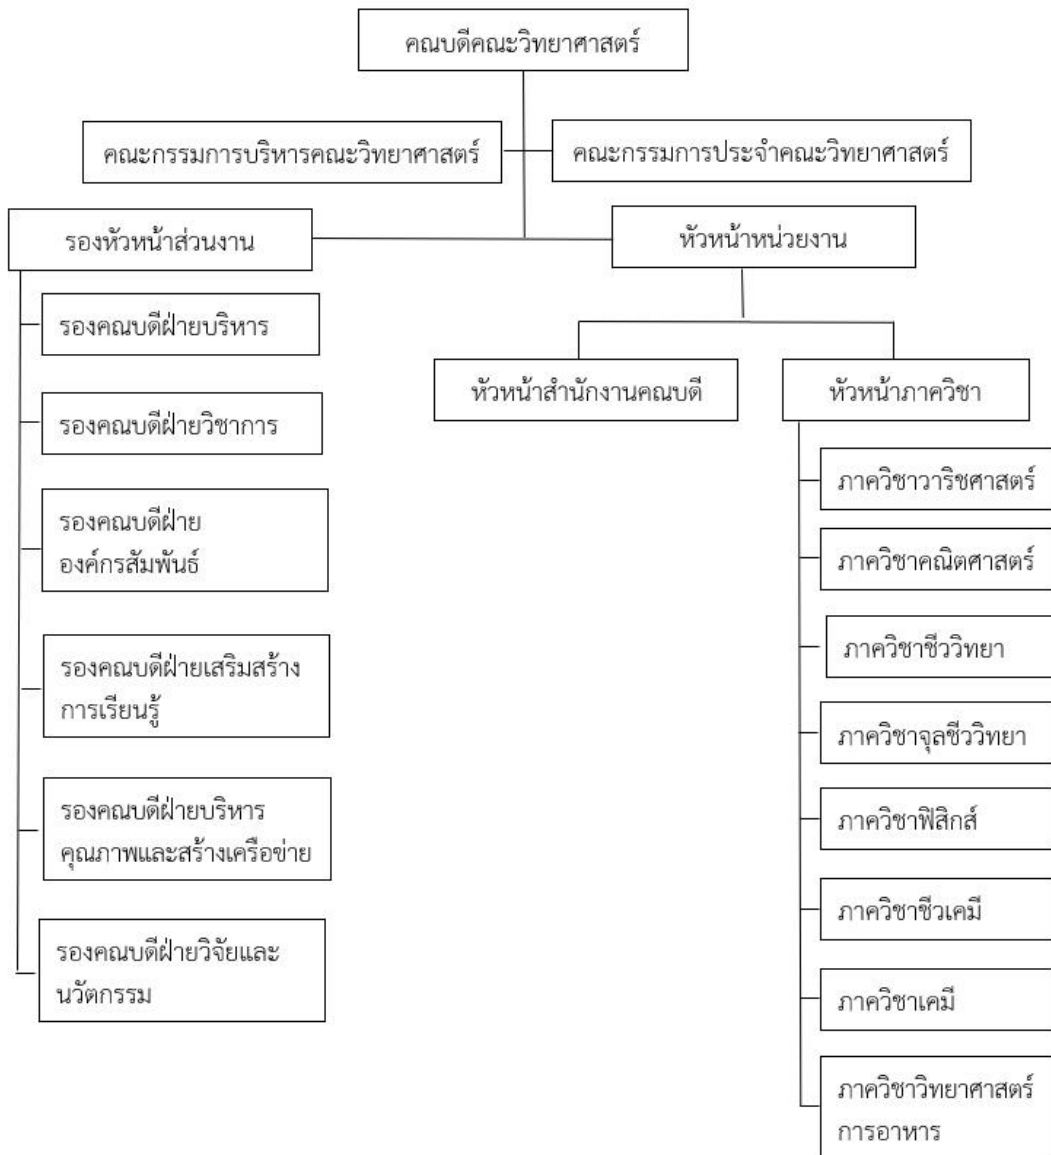 คณบดีคณะวิทยาศาสตร์
คณะกรรมการบริหารคณะวิทยาศาสตร์
คณะกรรมการประจำคณะวิทยาศาสตร์
รองหัวหน้าส่วนงาน
หัวหน้าหน่วยงาน
รองคณบดีฝ่ายบริหาร
รองคณบดีฝ่ายวิชาการ
รองคณบดีฝ่าย
องค์กรสัมพันธ์
รองคณบดีฝ่ายเสริมสร้าง
การเรียนรู้
รองคณบดีฝ่ายบริหาร
คุณภาพและสร้างเครือข่าย
รองคณบดีฝ่ายวิจัยและ
นวัตกรรม
หัวหน้าสำนักงานคณบดี
หัวหน้าภาควิชา
ภาควิชาวาริชศาสตร์
ภาควิชาคณิตศาสตร์
ภาควิชาชีววิทยา
ภาควิชาจุลชีววิทยา
ภาควิชาฟิสิกส์
ภาควิชาชีวเคมี
ภาควิชาเคมี
ภาควิชาวิทยาศาสตร์
การอาหาร